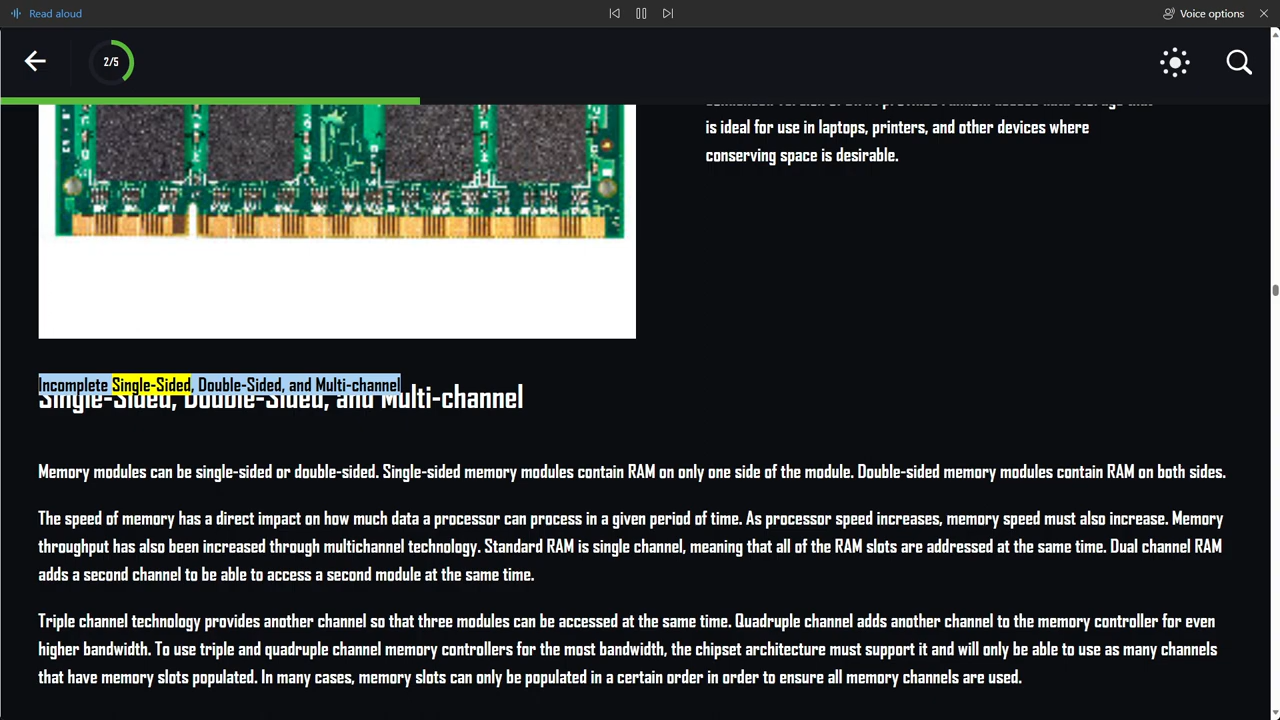 Read aloud
Voice options
2/5
is ideal for use in laptops, printers, and other devices where
conserving space is desirable.
Incomplete Single-Sided, Double-Sided, and Multi-channel
Single-Sided, Double-Sided, and Multi-channel
Memory modules can be single-sided or double-sided. Single-sided memory modules contain RAM on only one side of the module. Double-sided memory modules contain RAM on both sides.
The speed of memory has a direct impact on how much data a processor can process in a given period of time. As processor speed increases, memory speed must also increase. Memory
throughput has also been increased through multichannel technology. Standard RAM is single channel, meaning that all of the RAM slots are addressed at the same time. Dual channel RAM
adds a second channel to be able to access a second module at the same time.
Triple channel technology provides another channel so that three modules can be accessed at the same time. Quadruple channel adds another channel to the memory controller for even
higher bandwidth. To use triple and quadruple channel memory controllers for the most bandwidth, the chipset architecture must support it and will only be able to use as many channels
that have memory slots populated. In many cases, memory slots can only be populated in a certain order in order to ensure all memory channels are used.